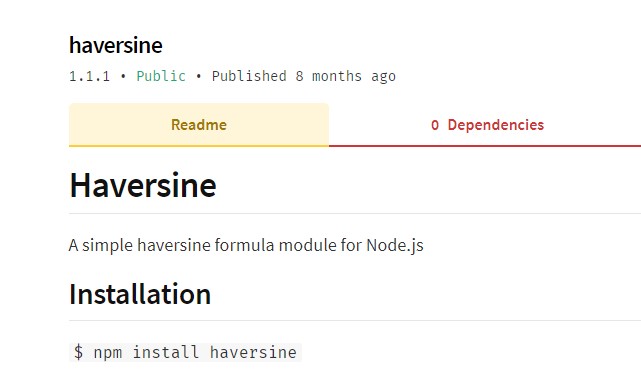 haversine
1.1.1 • Public • Published 8 months ago
Readme
0 Dependencies
Haversine
A simple haversine formula module for Node.js
Installation
$ npm install haversine